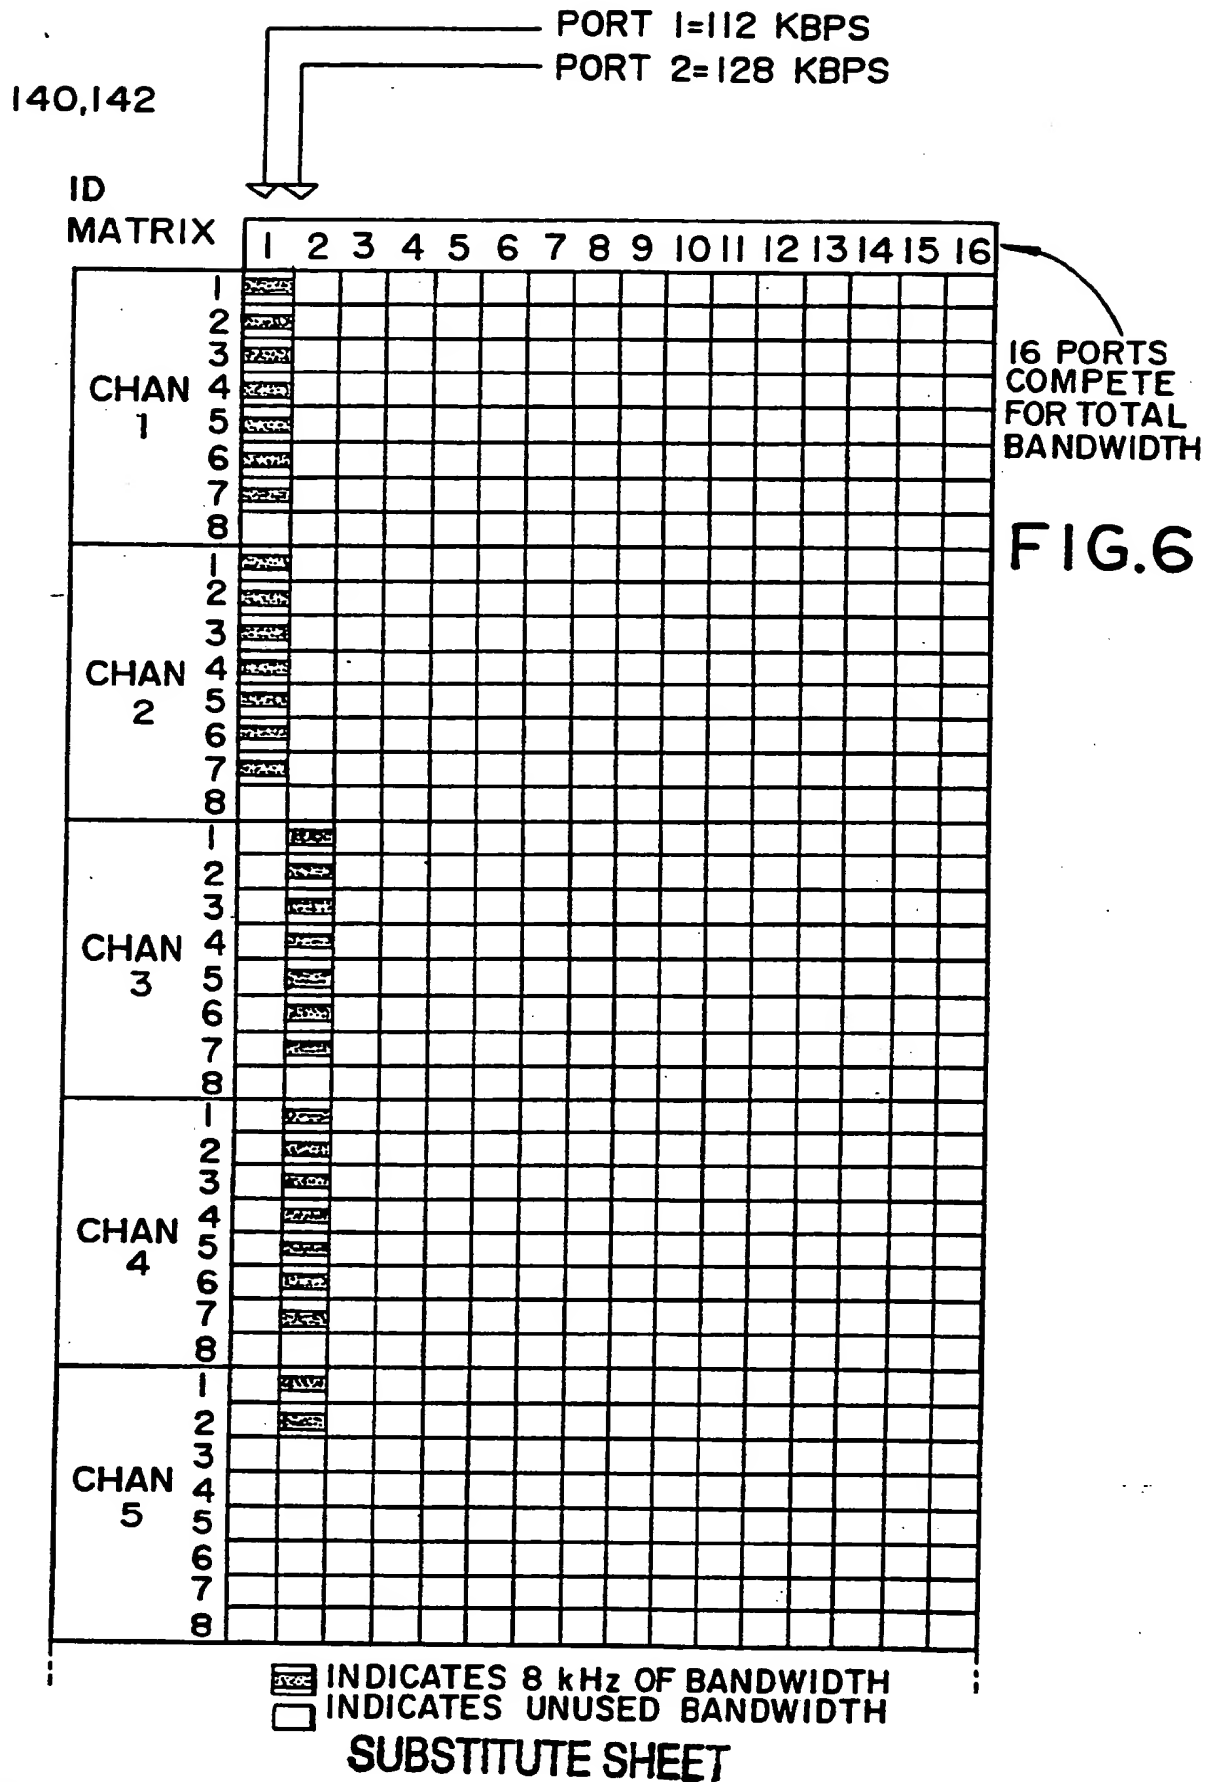 PORT 1=112 KBPS
PORT 2=128 KBPS
140,142
ID
MATRIX
1 2 3 4 5 6 7 8 9 10 11 12 13 14 15 16
16 PORTS
COMPETE
FOR TOTAL
BANDWIDTH
FIG.6
CHAN
1
1
2
3
4
5
6
7
8
CHAN
2
1
2
3
4
5
6
7
8
CHAN
3
1
2
3
4
5
6
7
8
CHAN
4
1
2
3
4
5
6
7
8
CHAN
5
1
2
3
4
5
6
7
8
INDICATES 8 kHz OF BANDWIDTH
INDICATES UNUSED BANDWIDTH
SUBSTITUTE SHEET